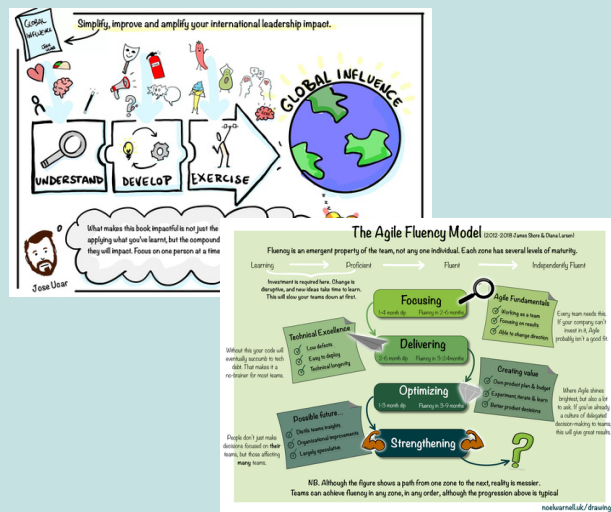 GLOBAL
INFLUENCE
Simplify, improve and amplify your international leadership impact.
GLOBAL INFLUENCE
UNDERSTAND
DEVELOP
EXERCISE
What makes this book impactful is not just the
applying what you've learnt, but the compound
they will impact. Focus on one person at a time
Jose Ucar
The Agile Fluency Model (2012-2018 James Shore & Diana Larsen)
Fluency is an emergent property of the team, not any one individual. Each zone has several levels of maturity.
Learning
Proficient
Fluent
Independently Fluent
Investment is required here. Change is
disruptive, and new ideas take time to learn.
This will slow your teams down at first.
Focusing
1-4 month dip Fluency in 2-6 months
Agile Fundamentals
Working as a team
Focusing on results
Able to change direction
Every team needs this.
If your company can't
invest in it, Agile
probably isn't a good fit.
Technical Excellence
Low defects
Easy to deploy
Technical longevity
Without this your code will
eventually succumb to tech
debt. That makes it a
no-brainer for most teams.
Delivering
2-6 month dip Fluency in 3-24months
Creating value
Own product plan & budget
Experiment, iterate & learn
Better product decisions
Where Agile shines
brightest, but also a lot
to ask. If you've already
a culture of delegated
decision-making to teams,
this will give great results
Optimizing
1-3 month dip Fluency in 3-9 months
Possible future...
teams insights
Organisational improvements
Largely speculative
People don't just make
decisions focused on their
teams, but those affecting
many teams.
Strengthening
?
NB. Although the figure shows a path from one zone to the next, reality is messier.
Teams can achieve fluency in any zone, in any order, although the progression above is typical
noelwarnell.uk/drawing